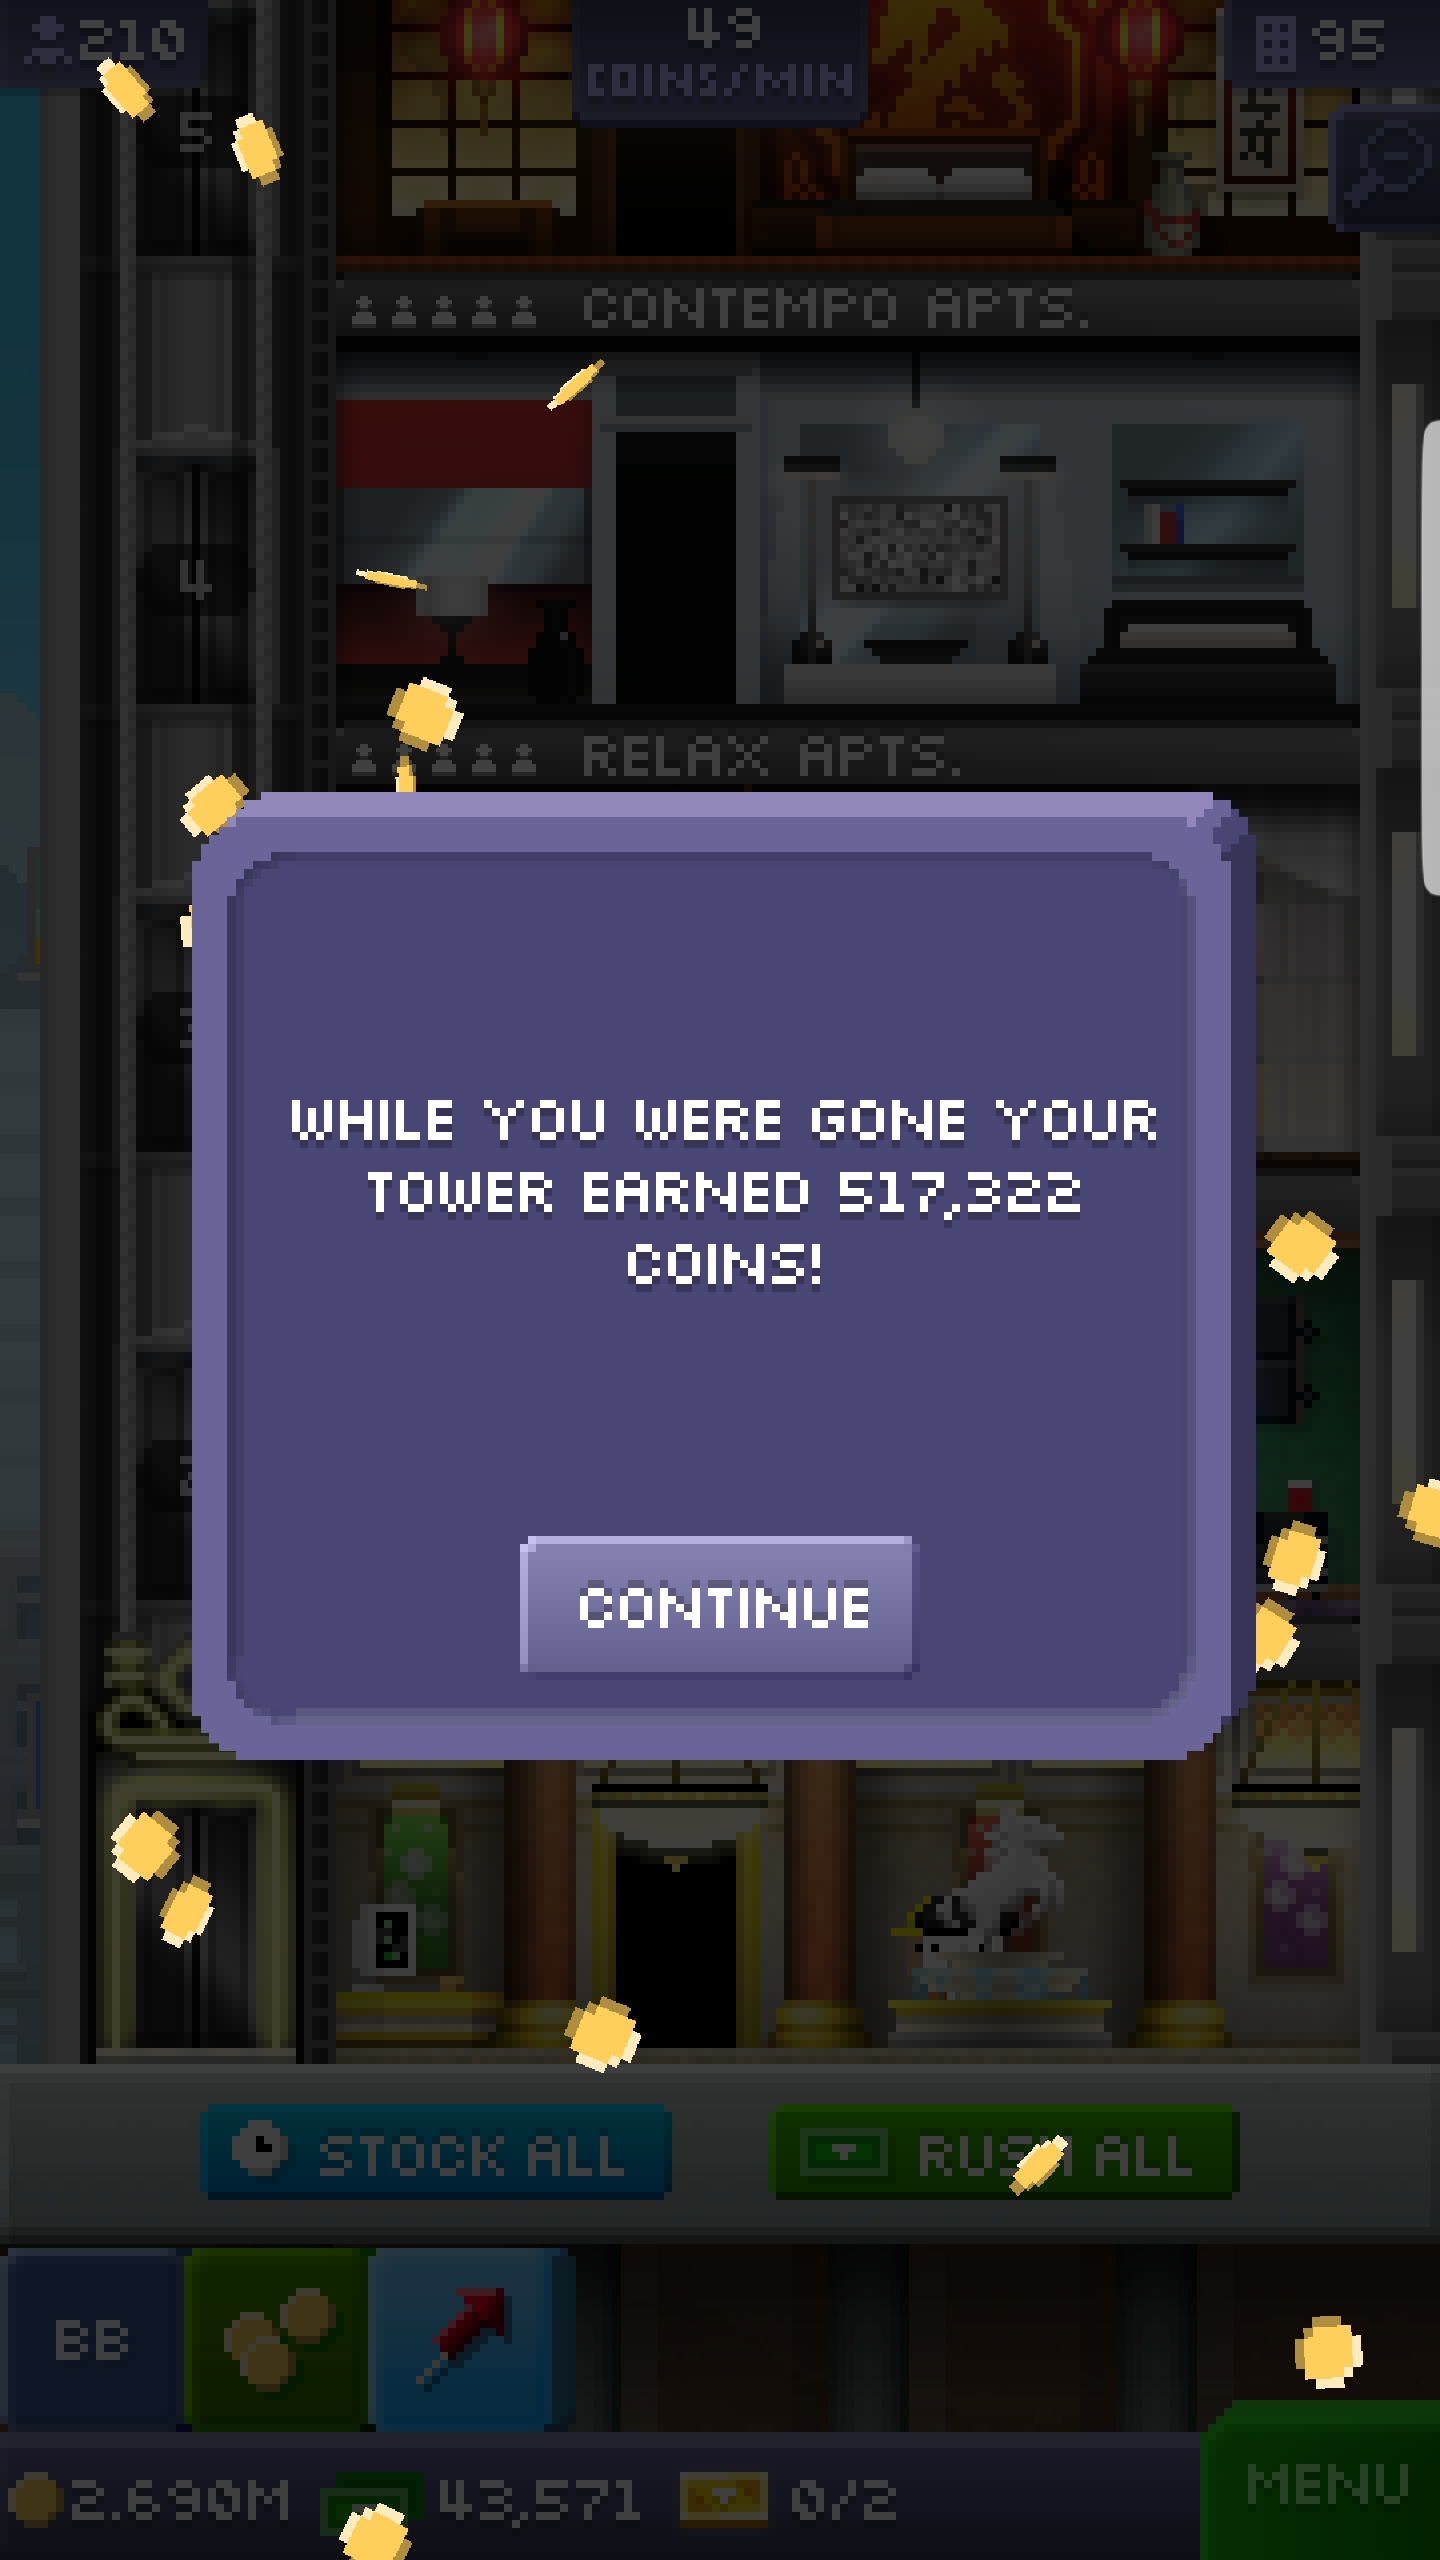 210
49
COINS/MIN
95
5
CONTEMPO APTS.
4
RELAX APTS.
WHILE YOU WERE GONE YOUR
TOWER EARNED 517,322
COINS!
CONTINUE
STOCK ALL
RUSH ALL
BB
2.690M
43,571
0/2
MENU